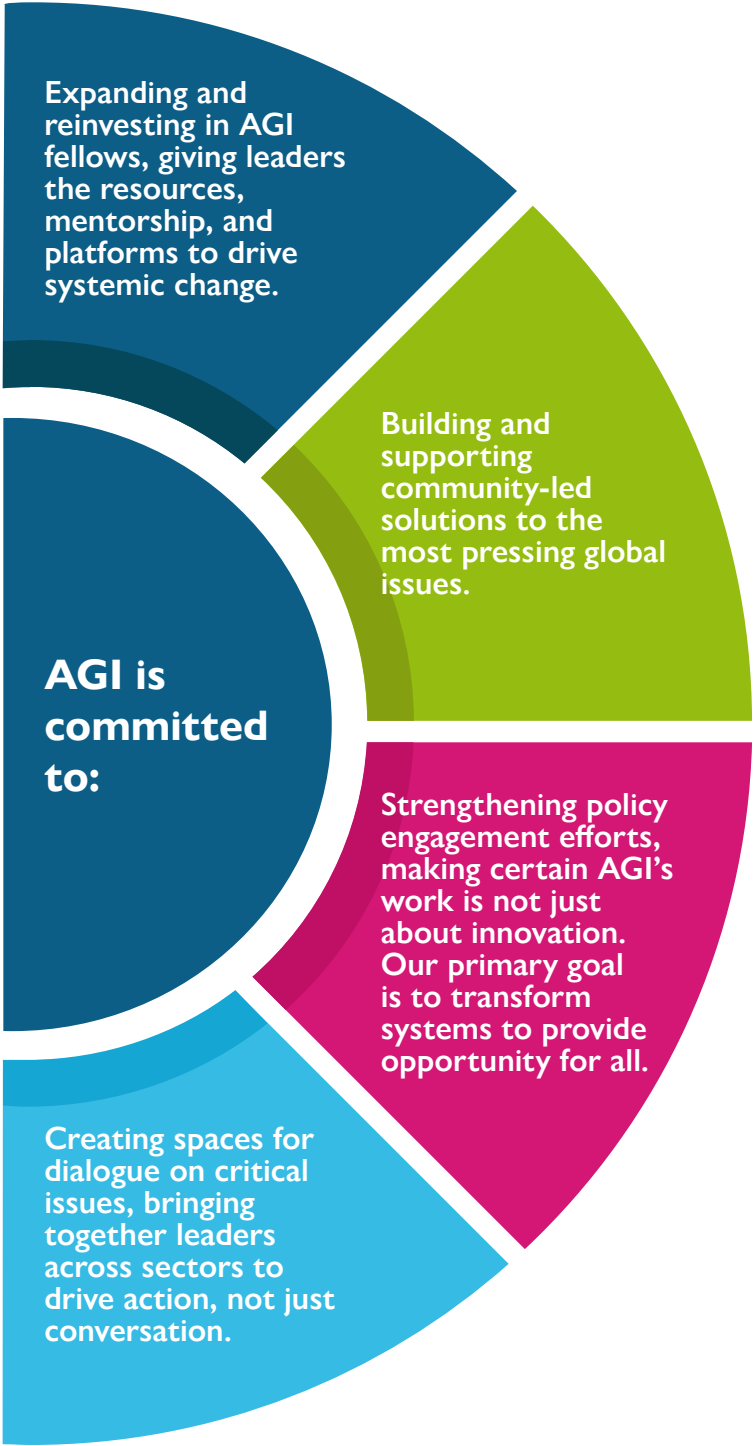 Expanding and
reinvesting in AGI
fellows, giving leaders
the resources,
mentorship, and
platforms to drive
systemic change.
Building and
supporting
community-led
solutions to the
most pressing global
issues.
AGI is
committed
to:
Strengthening policy
engagement efforts,
making certain AGI’s
work is not just
about innovation.
Our primary goal
is to transform
systems to provide
opportunity for all.
Creating spaces for
dialogue on critical
issues, bringing
together leaders
across sectors to
drive action, not just
conversation.